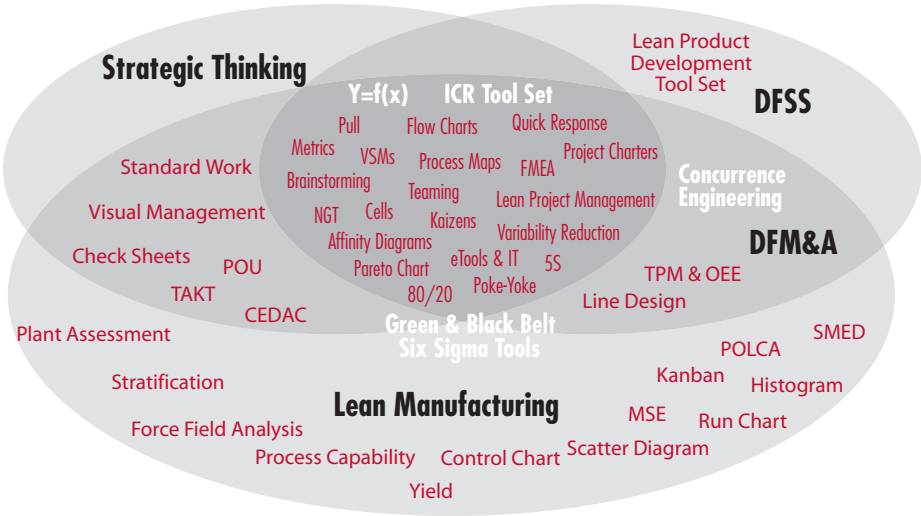 Lean Product
Development
Tool Set
Strategic Thinking
DFSS
Y=f(x) ICR Tool Set
Pull
Flow Charts
Quick Response
Metrics
VSMs
Process Maps
FMEA
Project Charters
Standard Work
Brainstorming
Teaming
Lean Project Management
Concurrence
Engineering
Visual Management
NGT
Cells
Kaizens
Variability Reduction
Affinity Diagrams
DFM&A
Check Sheets
POU
Pareto Chart
eTools & IT
5S
TPM & OEE
TAKT
80/20
Poke-Yoke
Line Design
CEDAC
Green & Black Belt
Six Sigma Tools
Plant Assessment
SMED
POLCA
Stratification
Kanban
Histogram
Lean Manufacturing
MSE
Run Chart
Force Field Analysis
Scatter Diagram
Process Capability
Control Chart
Yield